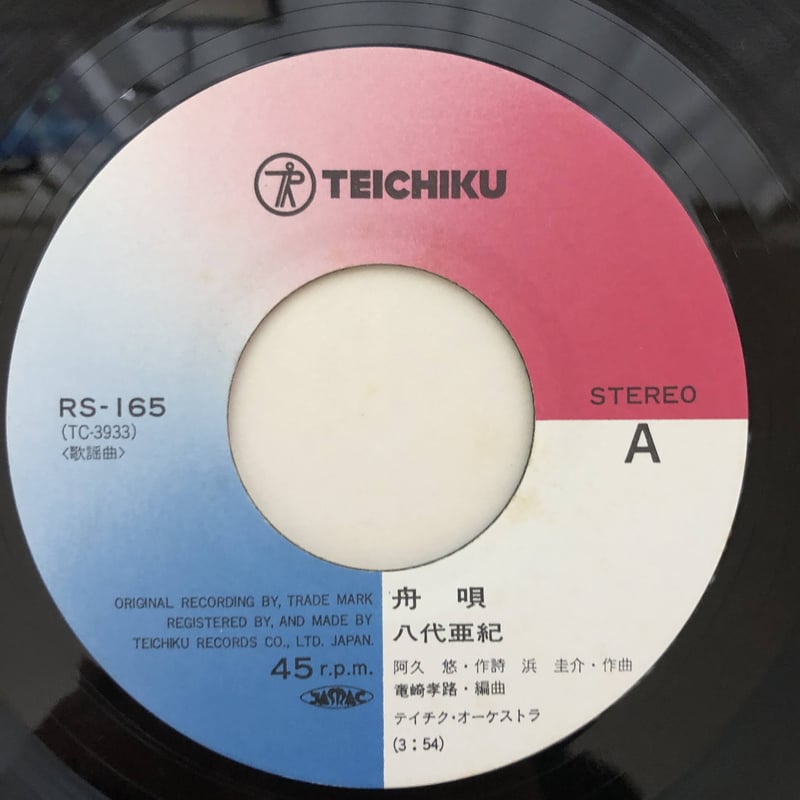 TEICHIKU
RS-165
(TC-3933)
〈歌謡曲〉
STEREO
A
ORIGINAL RECORDING BY, TRADE MARK
REGISTERED BY, AND MADE BY
TEICHIKU RECORDS CO., LTD. JAPAN.
45 r.p.m.
JASRAC
舟 唄
八代亜紀
阿久 悠・作詩 浜 圭介・作曲
竜崎孝路・編曲
テイチク・オーケストラ
(3:54)